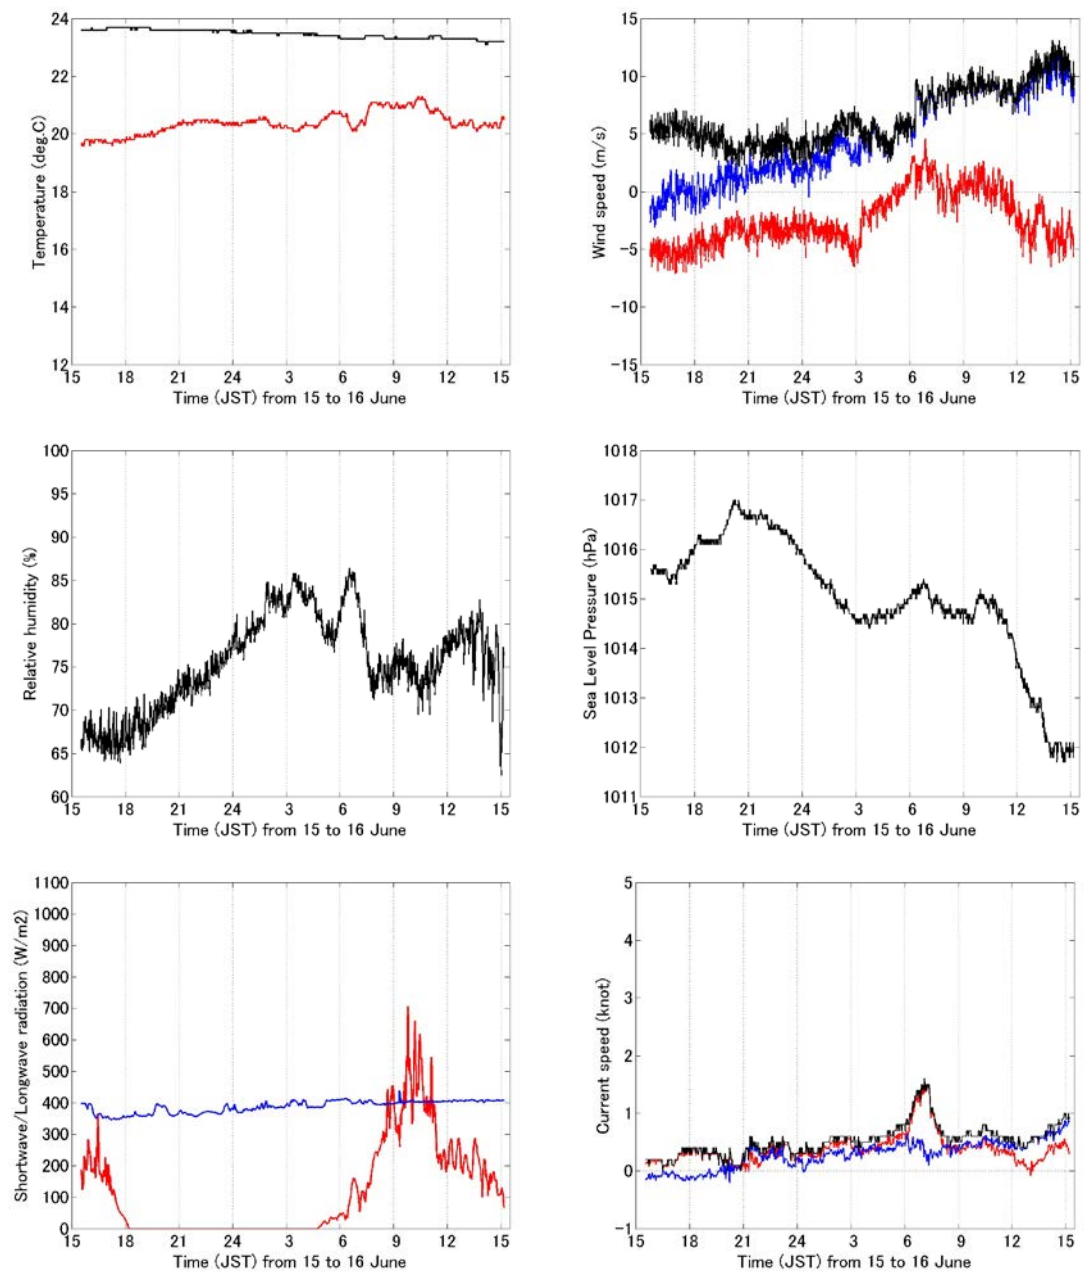 Temperature (deg.C)
24
22
20
18
16
14
12
15 18 21 24 3 6 9 12 15
Time (JST) from 15 to 16 June
Wind speed (m/s)
15
10
5
0
−5
−10
−15
15 18 21 24 3 6 9 12 15
Time (JST) from 15 to 16 June
Relative humidity (%)
100
95
90
85
80
75
70
65
60
15 18 21 24 3 6 9 12 15
Time (JST) from 15 to 16 June
Sea Level Pressure (hPa)
1018
1017
1016
1015
1014
1013
1012
1011
15 18 21 24 3 6 9 12 15
Time (JST) from 15 to 16 June
Shortwave/Longwave radiation (W/m2)
1100
1000
900
800
700
600
500
400
300
200
100
0
15 18 21 24 3 6 9 12 15
Time (JST) from 15 to 16 June
Current speed (knot)
5
4
3
2
1
0
−1
15 18 21 24 3 6 9 12 15
Time (JST) from 15 to 16 June